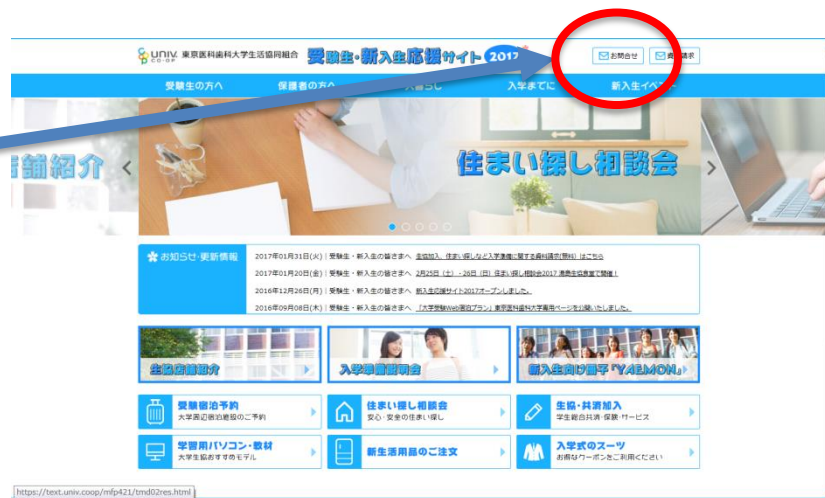 UNIV. CO-OP 東京医科歯科大学生活協同組合 受験生・新入生応援サイト 2017
お問合せ
受験生の方へ 保護者の方へ 入学までに 新入生イベント
店舗紹介
住まい探し相談会
お知らせ・更新情報
2017年01月31日(火) | 受験生・新入生の皆さまへ 生協加入、住まい探しなど入学準備に関する資料請求(無料)はこちら
2017年01月20日(金) | 受験生・新入生の皆さまへ 2月25日(土)・26日(日)住まい探し相談会2017 湯島生協食堂で開催!
2016年12月26日(月) | 受験生・新入生の皆さまへ 新入生応援サイト2017オープンしました。
2016年09月08日(木) | 受験生・新入生の皆さまへ 「大学受験Web宿泊プラン」東京医科歯科大学専用ページを公開いたしました。
生協店舗紹介
入学準備説明会
新入生向け冊子「YAEMON」
受験宿泊予約
大学周辺宿泊施設のご予約
住まい探し相談会
安心・安全の住まい探し
生協・共済加入
学生総合共済・保険・サービス
学習用パソコン・教材
大学生協おすすめモデル
新生活用品のご注文
入学式のスーツ
お得なクーポンをご利用ください
https://text.univ.coop/mfp421/tmd02res.html